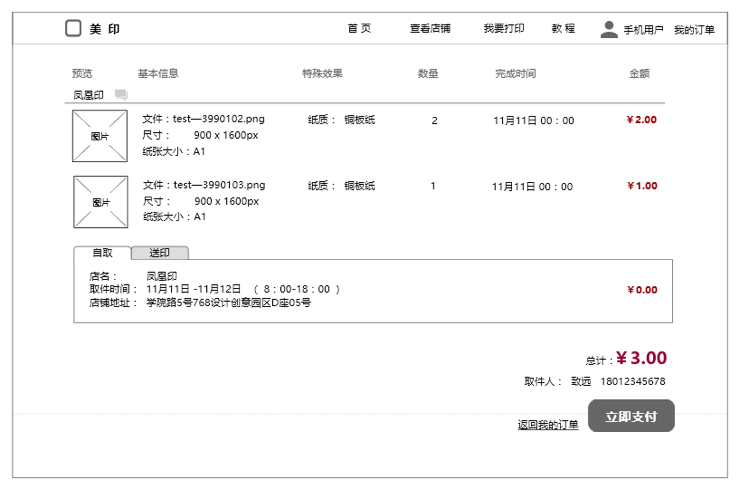 美 印 首 页 查看店铺 我要打印 教 程 手机用户 我的订单
预览 基本信息 特殊效果 数量 完成时间 金额
凤凰印
图片
文件：test—3990102.png 纸质： 铜板纸 2 11月11日 00：00 ￥2.00
尺寸： 900 x 1600px
纸张大小：A1
图片
文件：test—3990103.png 纸质： 铜板纸 1 11月11日 00：00 ￥1.00
尺寸： 900 x 1600px
纸张大小：A1
自取 送印
店名： 凤凰印
取件时间： 11月11日 -11月12日 （ 8：00-18：00 ） ￥0.00
店铺地址： 学院路5号768设计创意园区D座05号
总计：￥3.00
取件人： 致远 18012345678
返回我的订单 立即支付